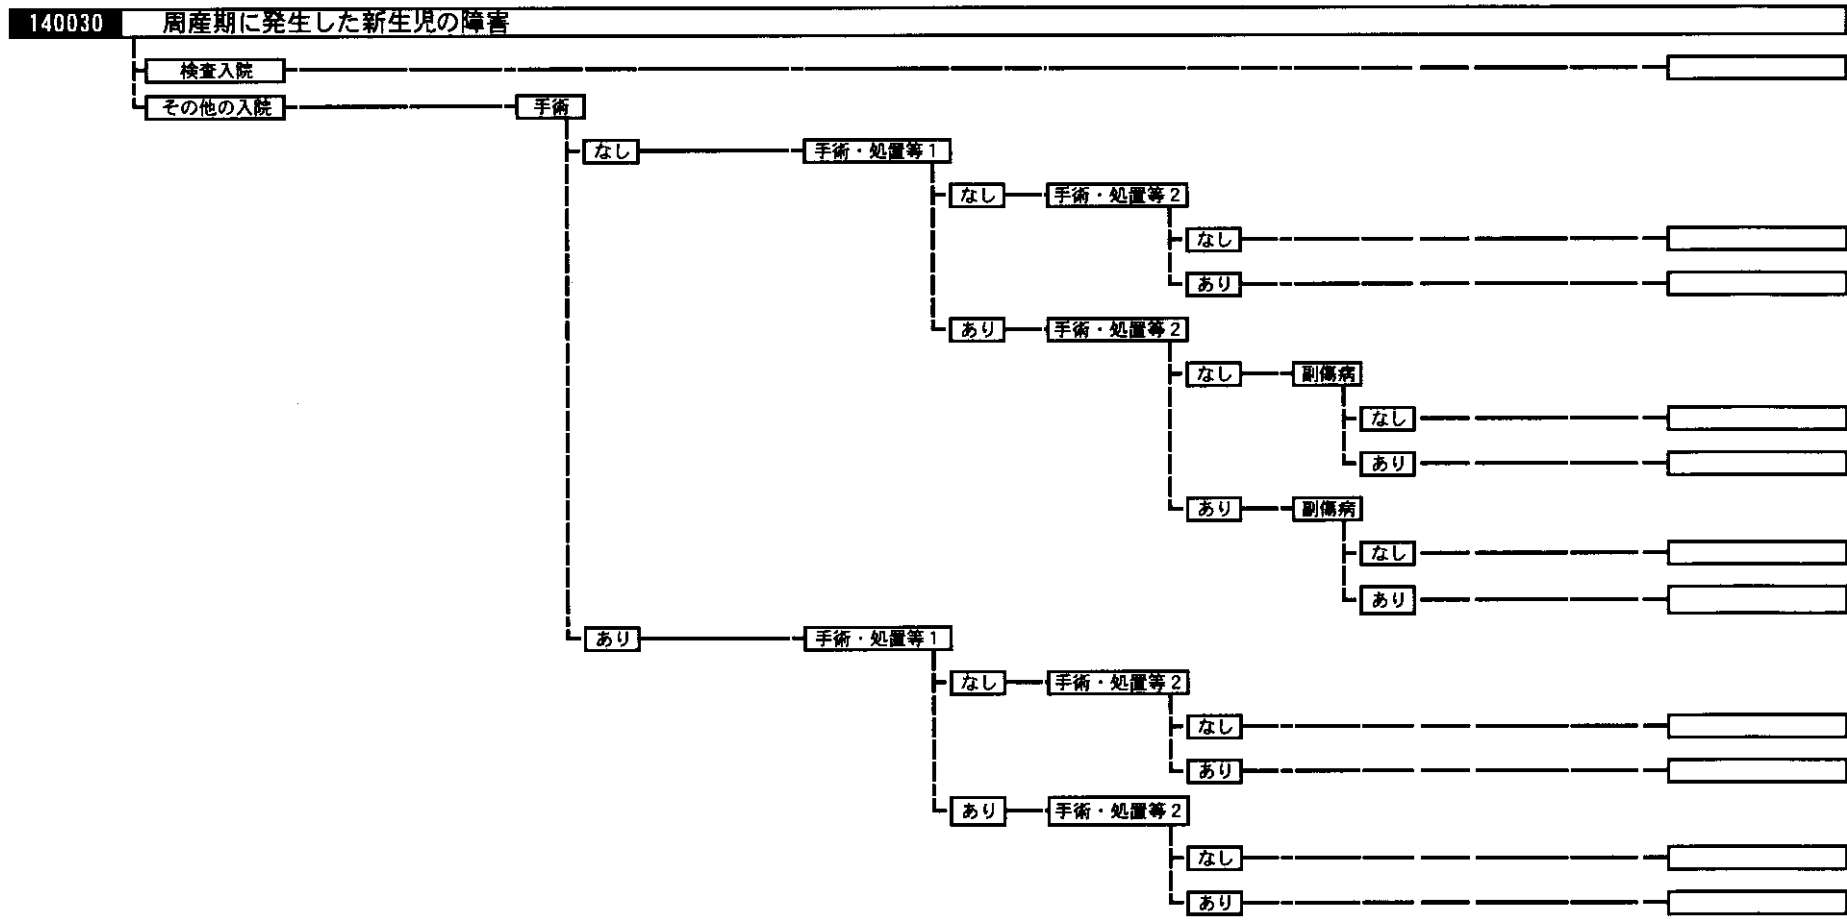 140030 周産期に発生した新生児の障害
検査入院
その他の入院 手術
なし 手術・処置等1
なし 手術・処置等2
なし
あり
あり 手術・処置等2
なし 副傷病
なし
あり
あり 副傷病
なし
あり
あり 手術・処置等1
なし 手術・処置等2
なし
あり
あり 手術・処置等2
なし
あり